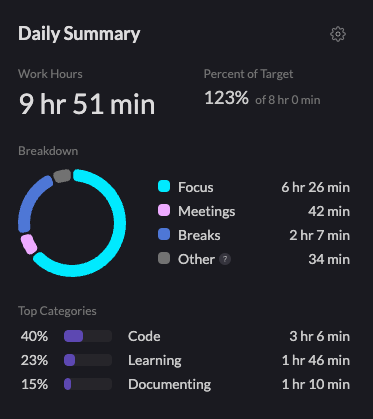 Daily Summary
Work Hours
Percent of Target
9 hr 51 min
123% of 8 hr 0 min
Breakdown
Focus 6 hr 26 min
Meetings 42 min
Breaks 2 hr 7 min
Other ? 34 min
Top Categories
40% Code 3 hr 6 min
23% Learning 1 hr 46 min
15% Documenting 1 hr 10 min